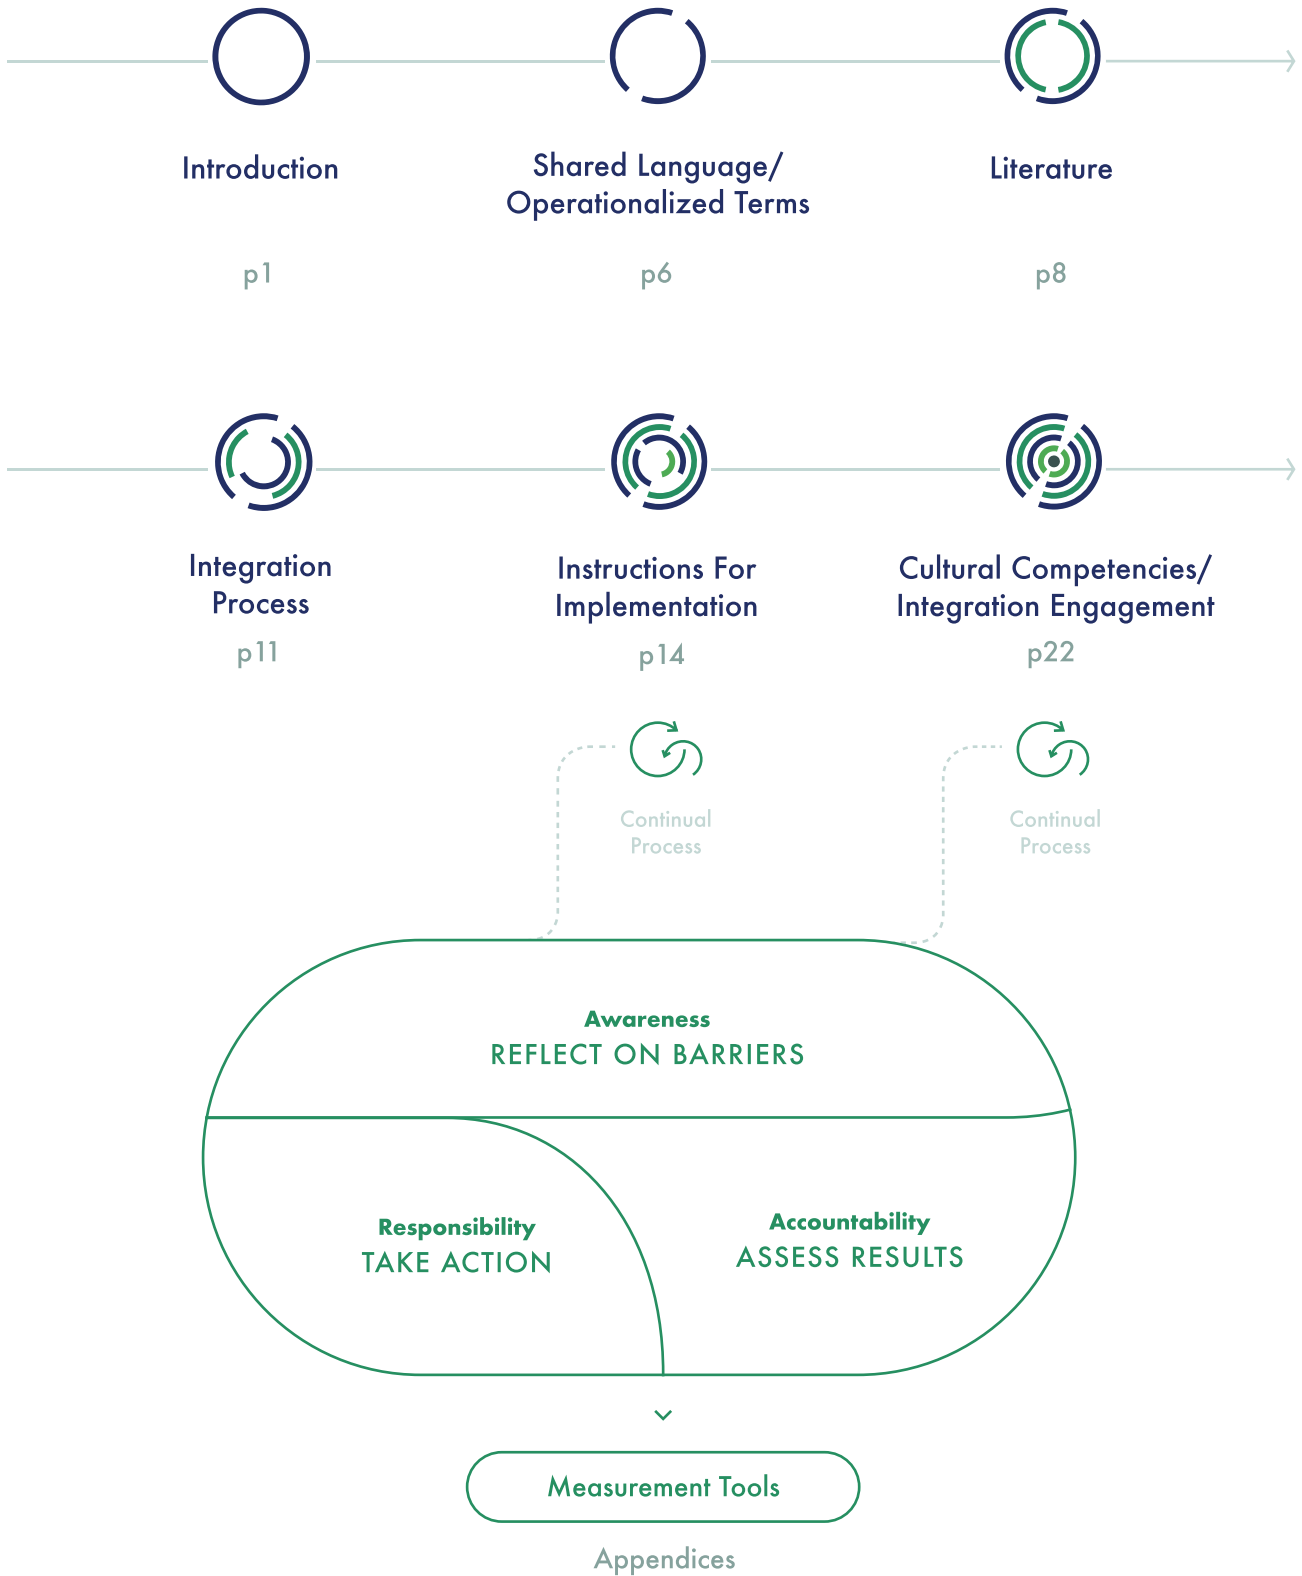 Introduction
Shared Language/
Operationalized Terms
Literature
p1
p6
p8
Integration
Process
Instructions For
Implementation
Cultural Competencies/
Integration Engagement
p11
p14
p22
Continual
Process
Continual
Process
Awareness
REFLECT ON BARRIERS
Responsibility
TAKE ACTION
Accountability
ASSESS RESULTS
Measurement Tools
Appendices